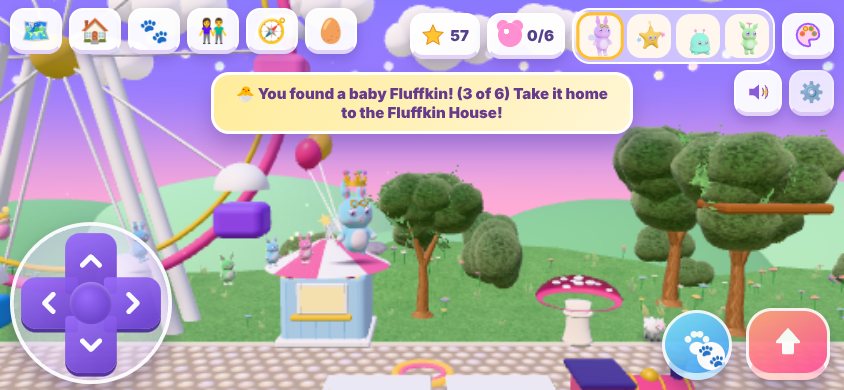 57
0/6
🐣 You found a baby Fluffkin! (3 of 6) Take it home
to the Fluffkin House!